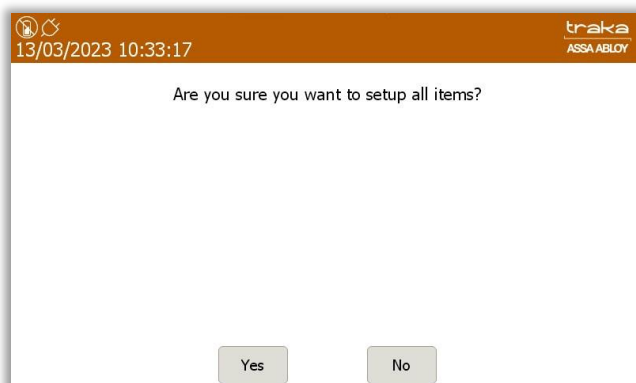 traka
13/03/2023 10:33:17
ASSA ABLOY
Are you sure you want to setup all items?
Yes
No